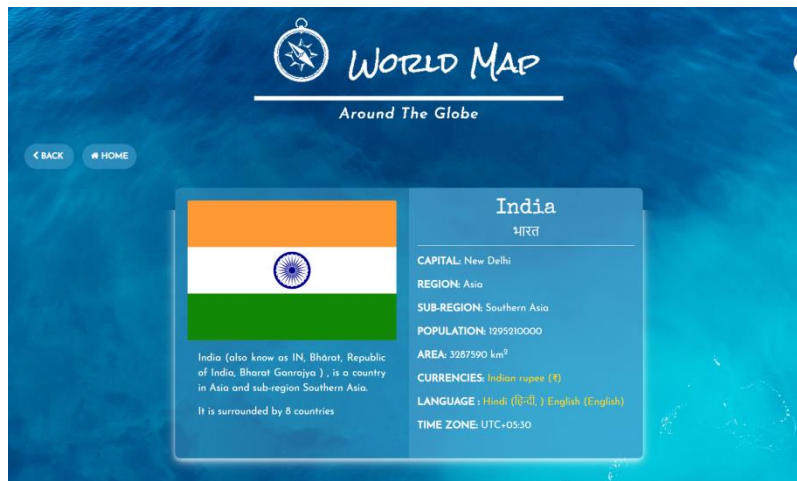 World Map
Around The Globe
BACK
HOME
India
भारत
CAPITAL: New Delhi
REGION: Asia
SUB-REGION: Southern Asia
POPULATION: 1295210000
AREA: 3287590 km²
CURRENCIES: Indian rupee (₹)
LANGUAGE : Hindi (हिन्दी, ) English (English)
TIME ZONE: UTC+05:30
India (also know as IN, Bhārat, Republic
of India, Bharat Ganrajya ) , is a country
in Asia and sub-region Southern Asia.
It is surrounded by 8 countries